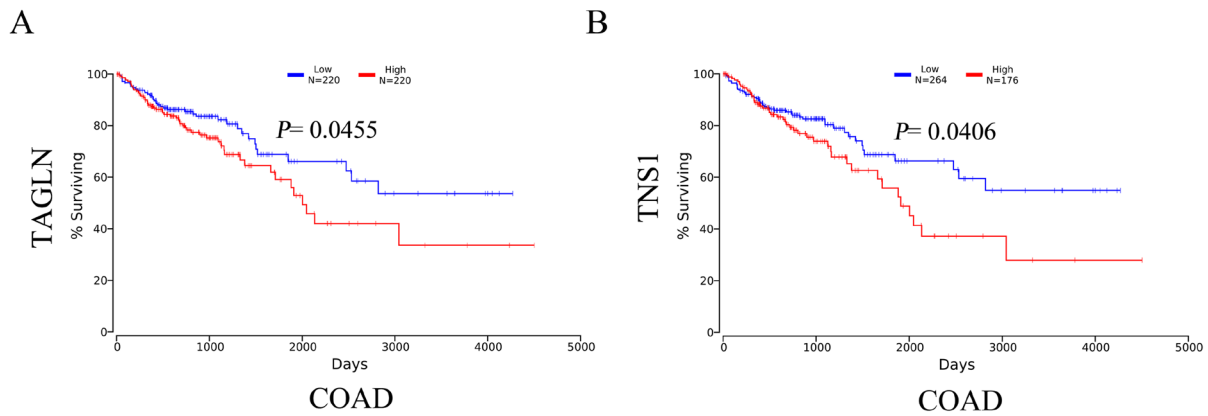 A
TAGLN
% Surviving
100
80
60
40
20
0
Low
N=220
High
N=220
P= 0.0455
0 1000 2000 3000 4000 5000
Days
COAD
B
TNS1
% Surviving
100
80
60
40
20
0
Low
N=264
High
N=176
P= 0.0406
0 1000 2000 3000 4000 5000
Days
COAD